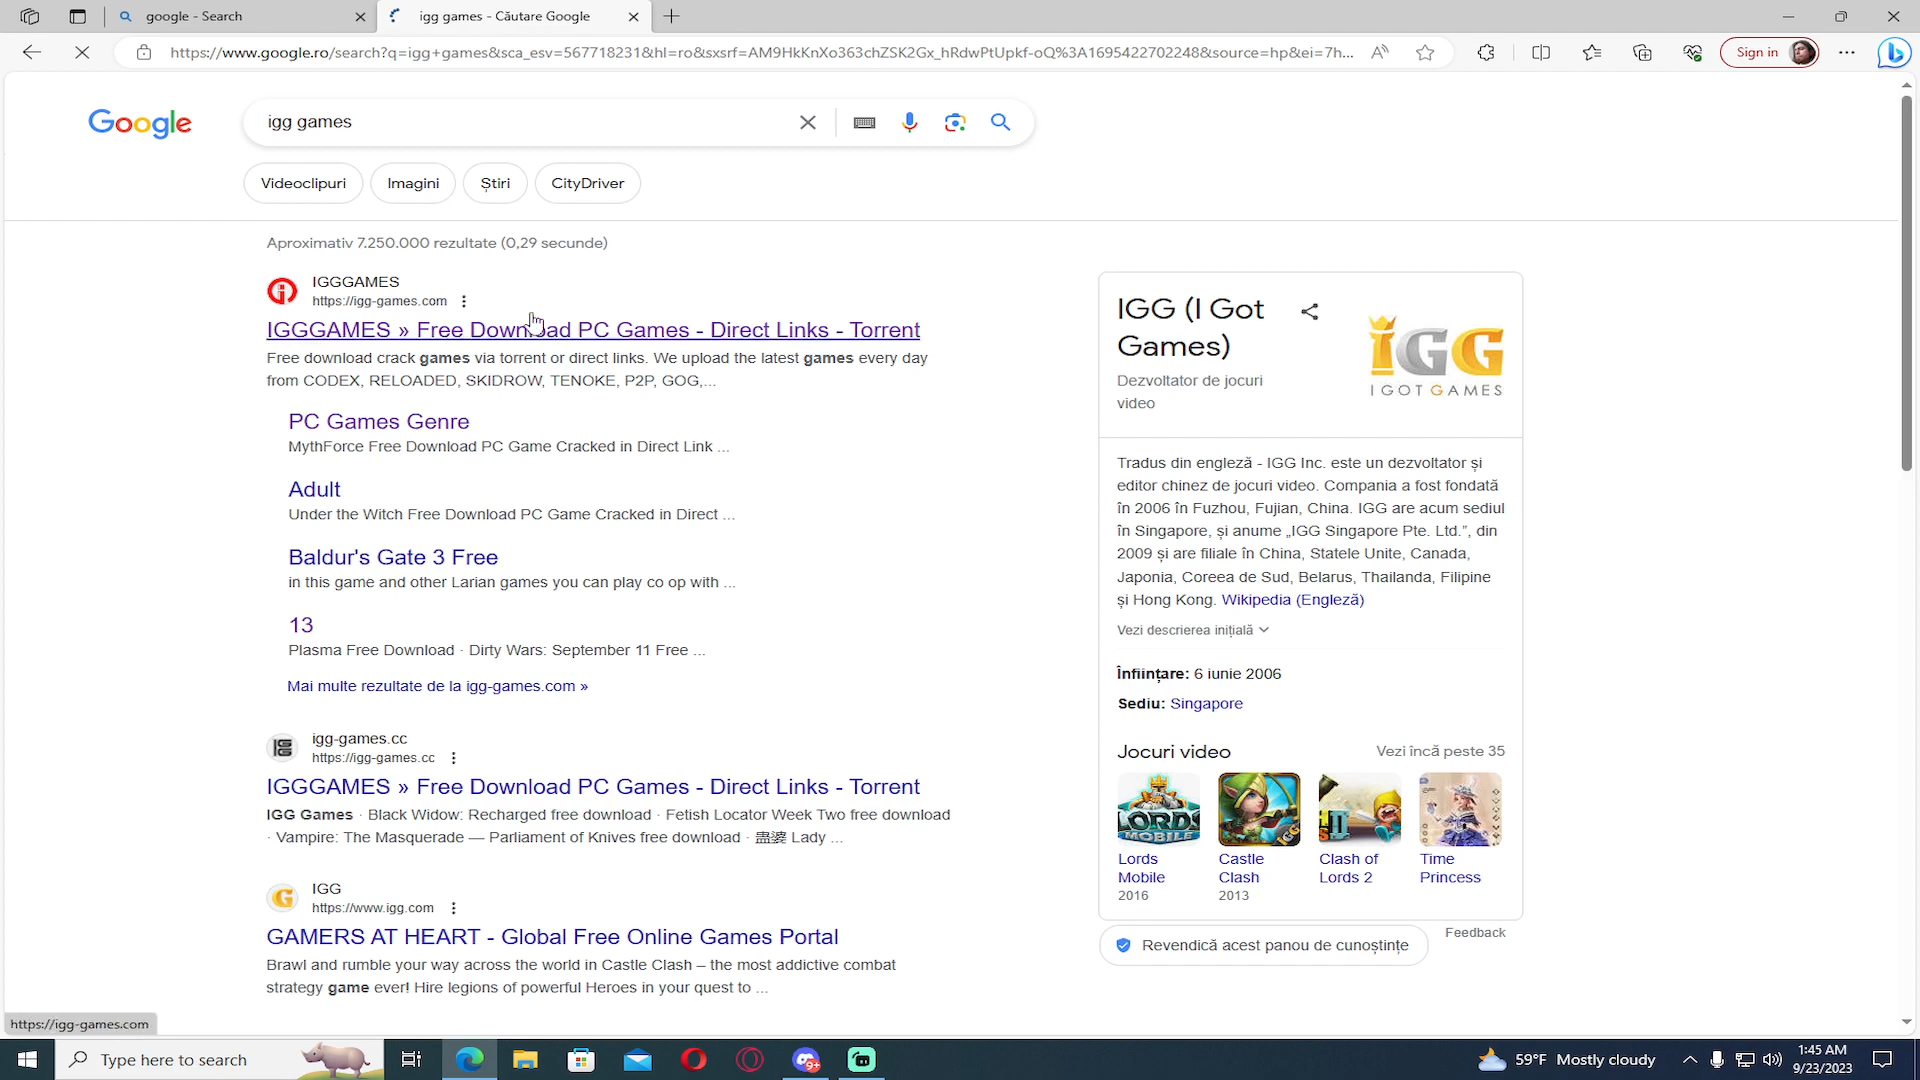 google - Search
igg games - Căutare Google
https://www.google.ro/search?q=igg+games&sca_esv=567718231&hl=ro&sxsrf=AM9HkKnXo363chZSK2Gx_hRdwPtUpkf-oQ%3A1695422702248&source=hp&ei=7h...
Sign in
Google
igg games
Videoclipuri
Imagini
Știri
CityDriver
Aproximativ 7.250.000 rezultate (0,29 secunde)
IGGGAMES
https://igg-games.com
IGGGAMES » Free Download PC Games - Direct Links - Torrent
Free download crack games via torrent or direct links. We upload the latest games every day
from CODEX, RELOADED, SKIDROW, TENOKE, P2P, GOG,...
PC Games Genre
MythForce Free Download PC Game Cracked in Direct Link ...
Adult
Under the Witch Free Download PC Game Cracked in Direct ...
Baldur's Gate 3 Free
in this game and other Larian games you can play co op with ...
13
Plasma Free Download · Dirty Wars: September 11 Free ...
Mai multe rezultate de la igg-games.com »
igg-games.cc
https://igg-games.cc
IGGGAMES » Free Download PC Games - Direct Links - Torrent
IGG Games · Black Widow: Recharged free download · Fetish Locator Week Two free download
· Vampire: The Masquerade — Parliament of Knives free download · 蠱婆 Lady ...
IGG
https://www.igg.com
GAMERS AT HEART - Global Free Online Games Portal
Brawl and rumble your way across the world in Castle Clash – the most addictive combat
strategy game ever! Hire legions of powerful Heroes in your quest to ...
IGG (I Got
Games)
Dezvoltator de jocuri
video
IGG
I GOT GAMES
Tradus din engleză - IGG Inc. este un dezvoltator și
editor chinez de jocuri video. Compania a fost fondată
în 2006 în Fuzhou, Fujian, China. IGG are acum sediul
în Singapore, și anume „IGG Singapore Pte. Ltd.”, din
2009 și are filiale în China, Statele Unite, Canada,
Japonia, Coreea de Sud, Belarus, Thailanda, Filipine
și Hong Kong. Wikipedia (Engleză)
Vezi descrierea inițială
Înființare: 6 iunie 2006
Sediu: Singapore
Jocuri video
Vezi încă peste 35
LORDS
MOBILE
IGG
Lords
Mobile
2016
Castle
Clash
2013
Clash of
Lords 2
Time
Princess
Revendică acest panou de cunoștințe
Feedback
https://igg-games.com
Type here to search
9+
59°F Mostly cloudy
1:45 AM
9/23/2023